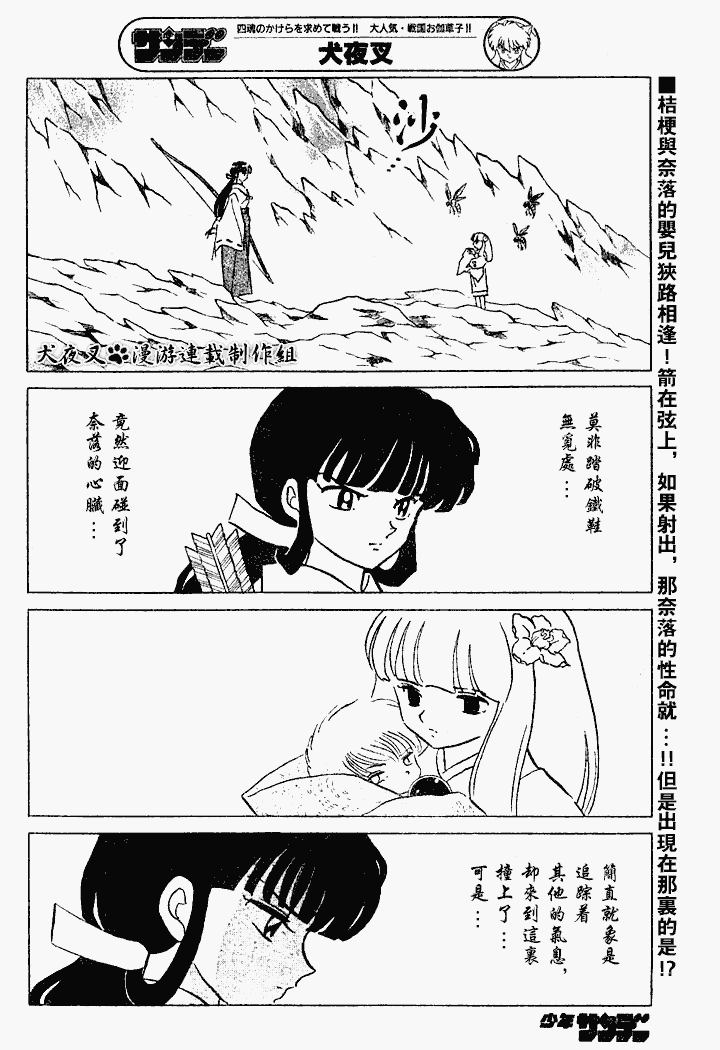 サンデー
四魂のかけらを求めて戦う!! 大人気・戦国お伽草子!!
犬夜叉
■桔梗與奈落的嬰兒狹路相逢！箭在弦上，如果射出，那奈落的性命就…!!但是出現在那裏的是!?
沙…
犬夜叉 漫游連載制作組
莫非踏破鐵鞋
無覓處…
竟然迎面碰到了
奈落的心臟…
簡直就象是
追踪着
其他的氣息，
却來到這裏
撞上了…
可是…
少年サンデー